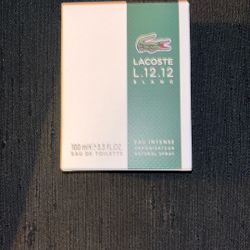 LACOSTE
L.12.12
BLANC
100 ml ℮ 3.3 FL.OZ.
EAU DE TOILETTE
EAU INTENSE
VAPORISATEUR
NATURAL SPRAY